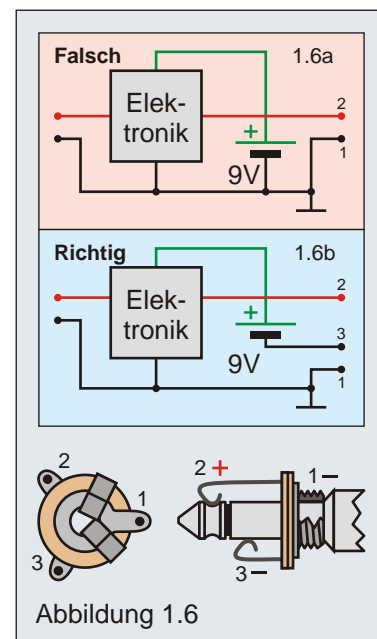 Falsch 1.6a
Elek-
tronik
2
+
1
9V
Richtig 1.6b
Elek-
tronik
2
+
3
9V
1
2
1
3
2 +
1 –
3 –
Abbildung 1.6